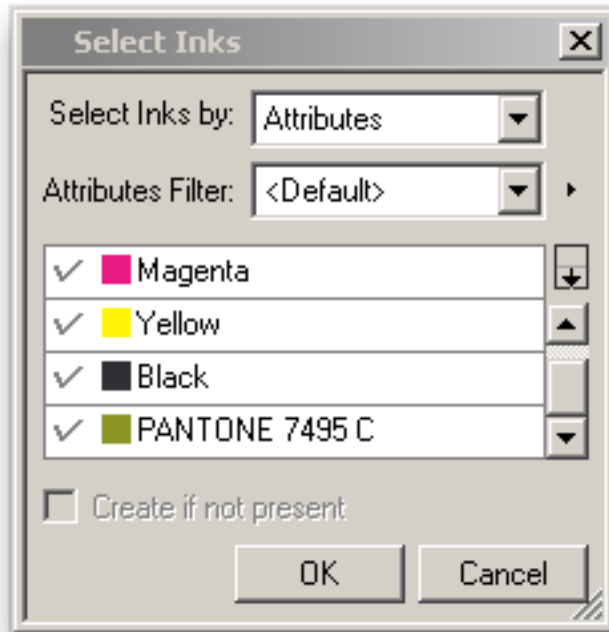 Select Inks
Select Inks by: Attributes
Attributes Filter: <Default>
Magenta
Yellow
Black
PANTONE 7495 C
Create if not present
OK Cancel